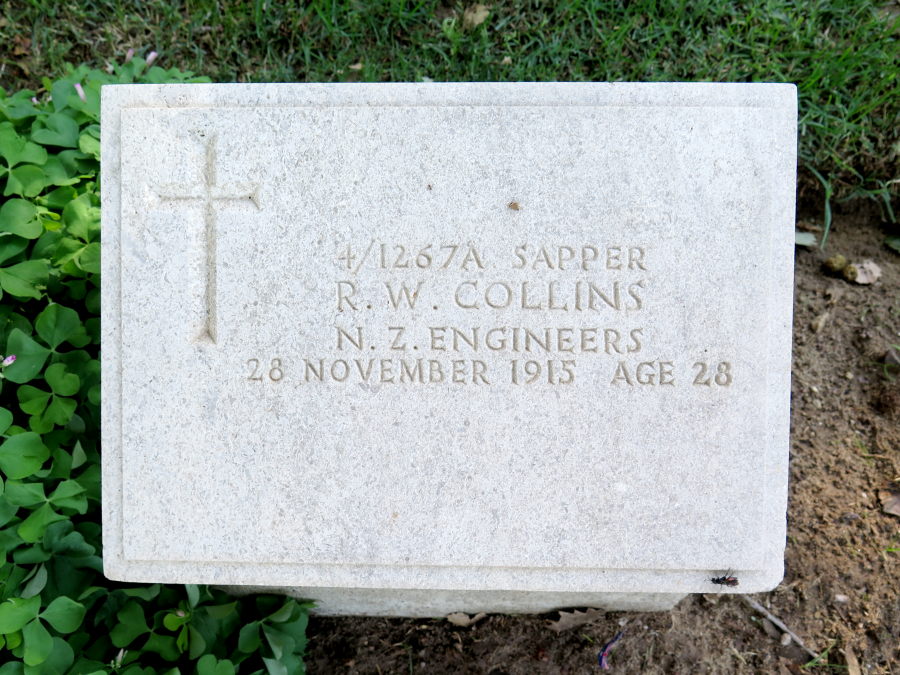 4/1267A SAPPER
R. W. COLLINS
N. Z. ENGINEERS
28 NOVEMBER 1915 AGE 28